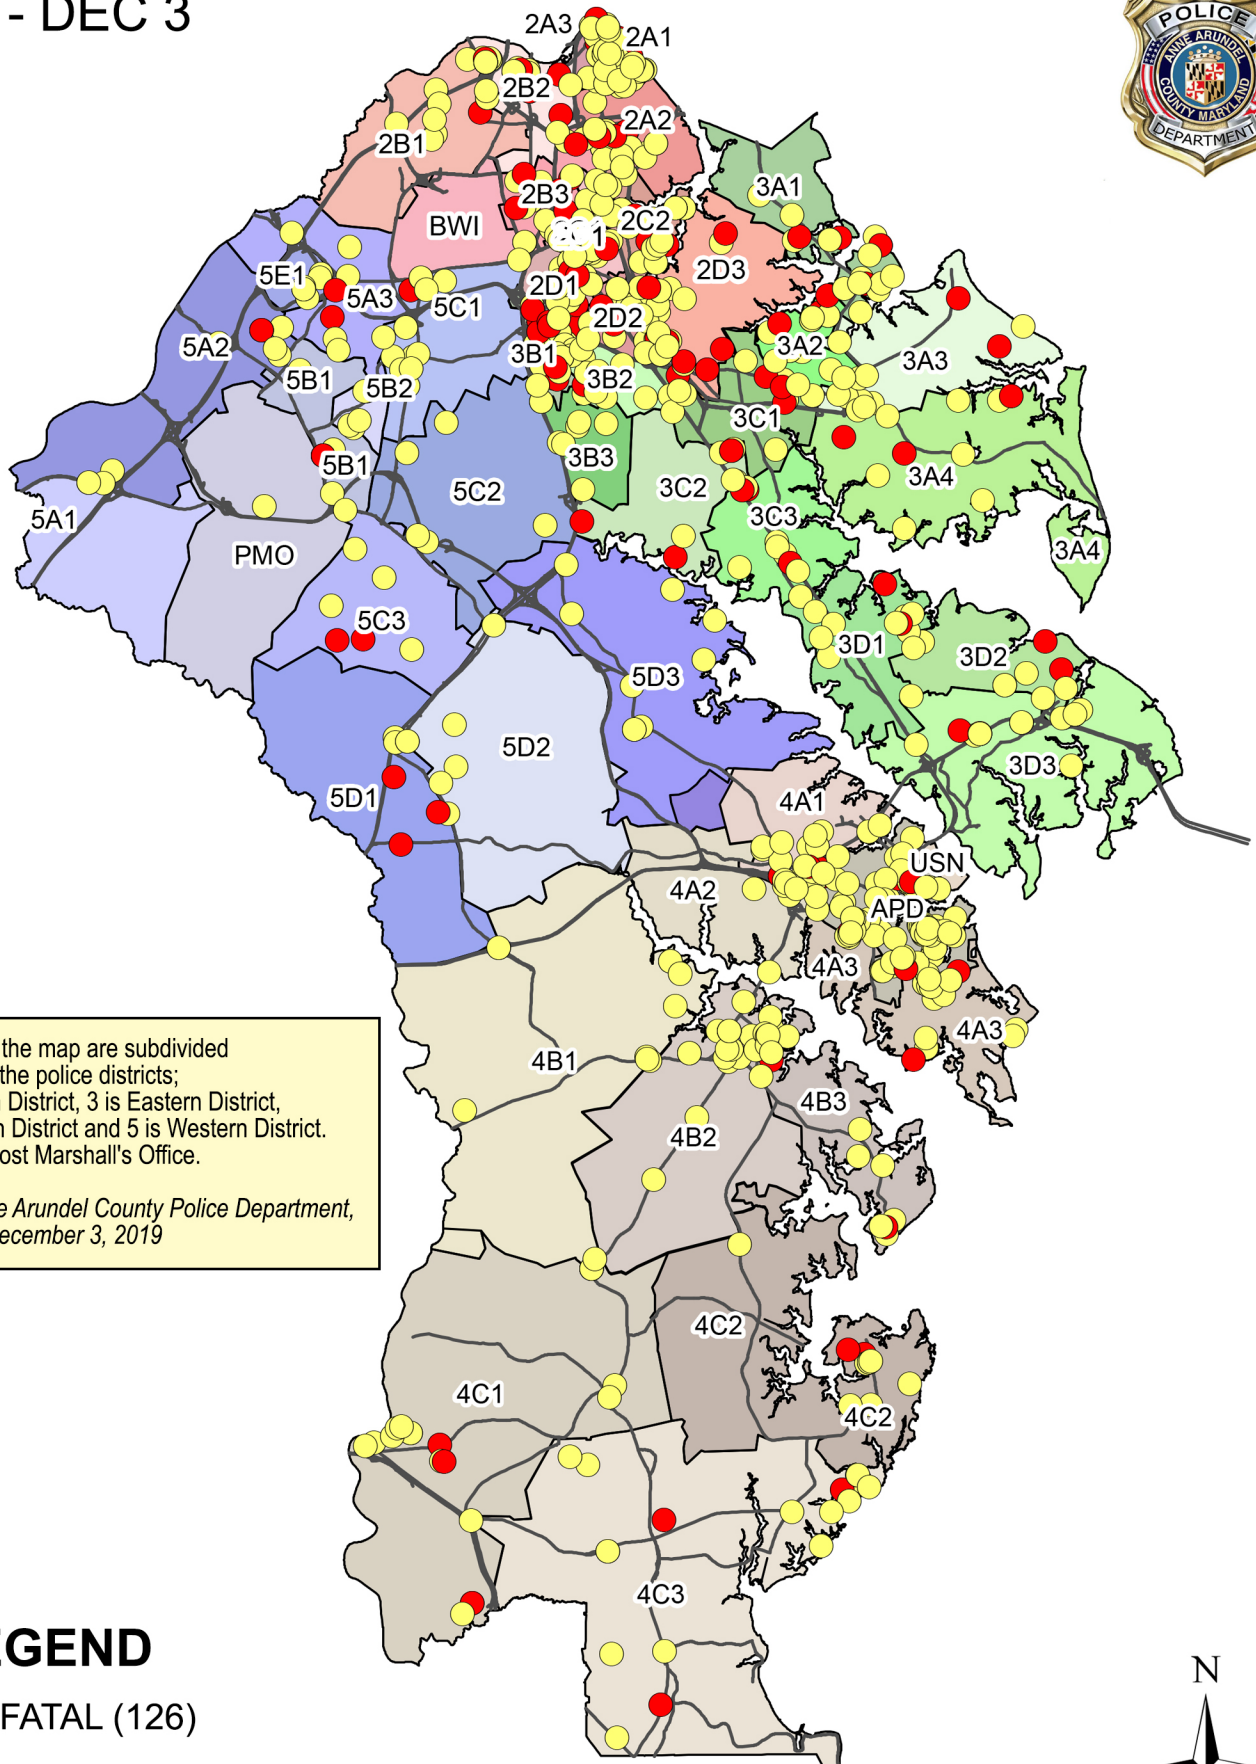 - DEC 3
POLICE
ANNE ARUNDEL
COUNTY MARYLAND
DEPARTMENT
2A3
2A1
2B2
2A2
2B1
3A1
2B3
BWI
2C2
2D3
5E1
5A3
2D1
5C1
2D2
5A2
3B1
3A2
3A3
5B1
5B2
3B2
3C1
3B3
5B1
3A4
5C2
3C2
5A1
3C3
PMO
3A4
5C3
3D1
3D2
5D3
5D2
3D3
5D1
4A1
USN
4A2
APD
4A3
4A3
4B1
4B3
4B2
the map are subdivided
the police districts;
District, 3 is Eastern District,
District and 5 is Western District.
ost Marshall's Office.
e Arundel County Police Department,
ecember 3, 2019
4C2
4C1
4C2
4C3
EGEND
FATAL (126)
N